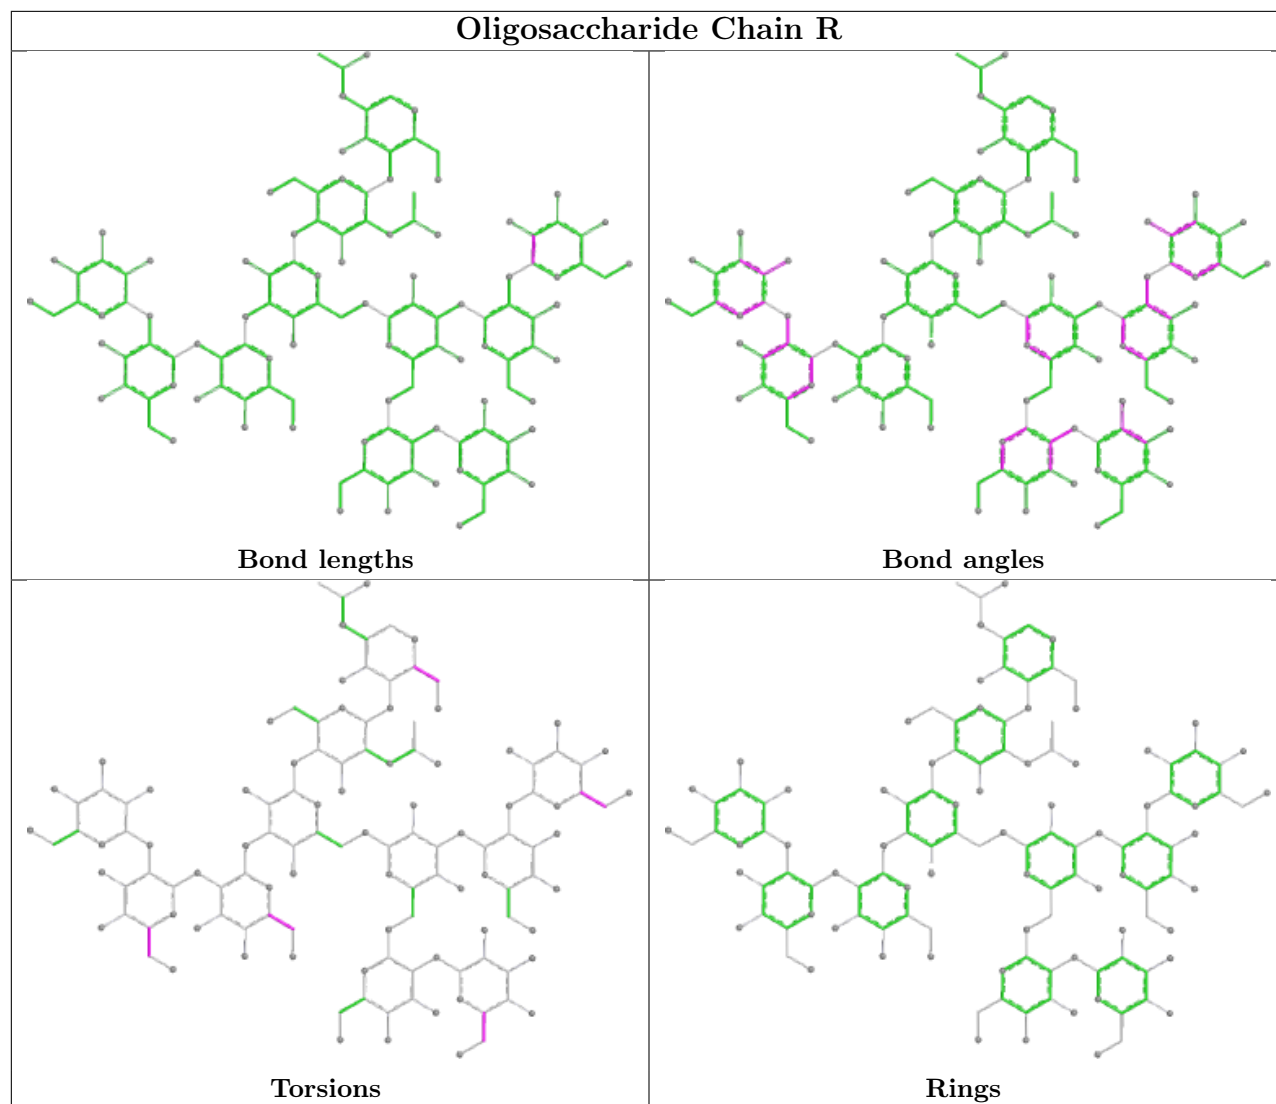 Oligosaccharide Chain R
Bond lengths
Bond angles
Torsions
Rings